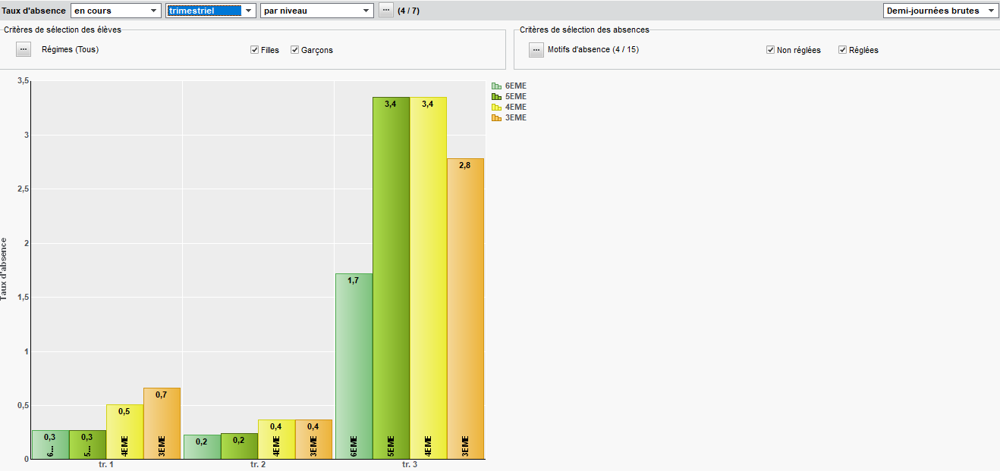 Taux d'absence en cours trimestriel par niveau ... (4 / 7) Demi-journées brutes
Critères de sélection des élèves
... Régimes (Tous) Filles Garçons
Critères de sélection des absences
... Motifs d'absence (4 / 15) Non réglées Réglées
Taux d'absence
3,5
3
2,5
2
1,5
1
0,5
0
0,3
6...
0,3
5...
0,5
4EME
0,7
3EME
0,2
0,2
0,4
4EME
0,4
3EME
1,7
6EME
3,4
5EME
3,4
4EME
2,8
3EME
tr. 1 tr. 2 tr. 3
6EME
5EME
4EME
3EME